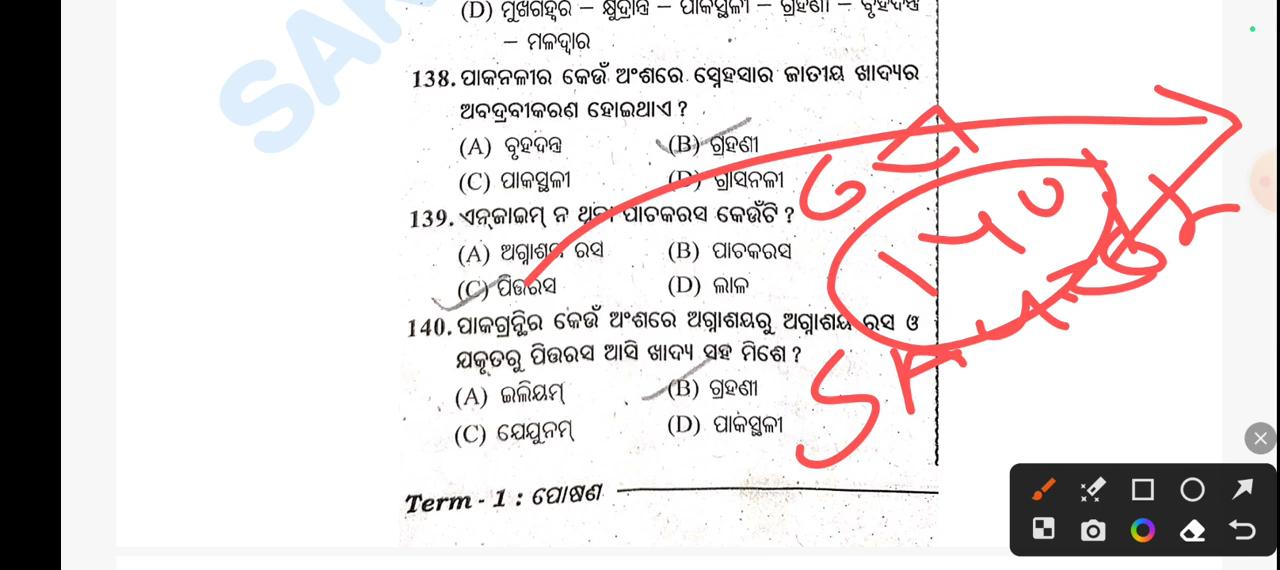 (D) ମୁଖଗହ୍ୱର – କ୍ଷୁଦ୍ରାନ୍ତ୍ର – ପାକସ୍ଥଳୀ – ଗ୍ରହଣୀ – ବୃହଦନ୍ତ୍ର
– ମଳଦ୍ୱାର
138. ପାକନଳୀର କେଉଁ ଅଂଶରେ ସ୍ନେହସାର ଜାତୀୟ ଖାଦ୍ୟର
ଅବଦ୍ରବୀକରଣ ହୋଇଥାଏ ?
(A) ବୃହଦନ୍ତ୍ର (B) ଗ୍ରହଣୀ
(C) ପାକସ୍ଥଳୀ (D) ଗ୍ରାସନଳୀ
139. ଏନ୍‌ଜାଇମ୍ ନ ଥିବା ପାଚକରସ କେଉଁଟି ?
(A) ଅଗ୍ନାଶୟ ରସ (B) ପାଚକରସ
(C) ପିତ୍ତରସ (D) ଲାଳ
140. ପାକଗ୍ରନ୍ଥିର କେଉଁ ଅଂଶରେ ଅଗ୍ନାଶୟରୁ ଅଗ୍ନାଶୟ ରସ ଓ
ଯକୃତରୁ ପିତ୍ତରସ ଆସି ଖାଦ୍ୟ ସହ ମିଶେ ?
(A) ଇଲିୟମ୍ (B) ଗ୍ରହଣୀ
(C) ଯେଯୁନମ୍ (D) ପାକସ୍ଥଳୀ
Term - 1 : ପୋଷଣ
140